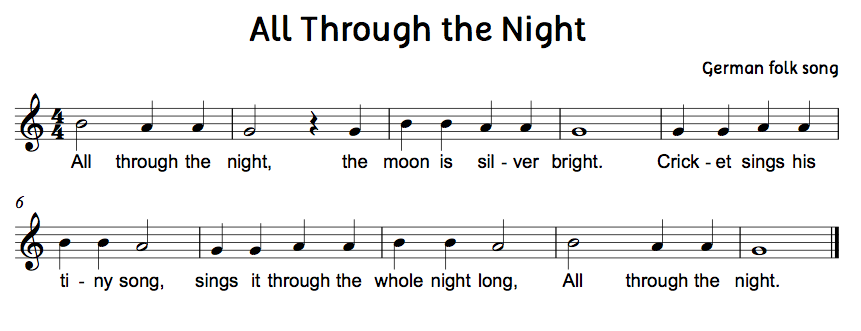 All Through the Night
German folk song
4
4
All through the night, the moon is sil - ver bright. Crick - et sings his
6
ti - ny song, sings it through the whole night long, All through the night.